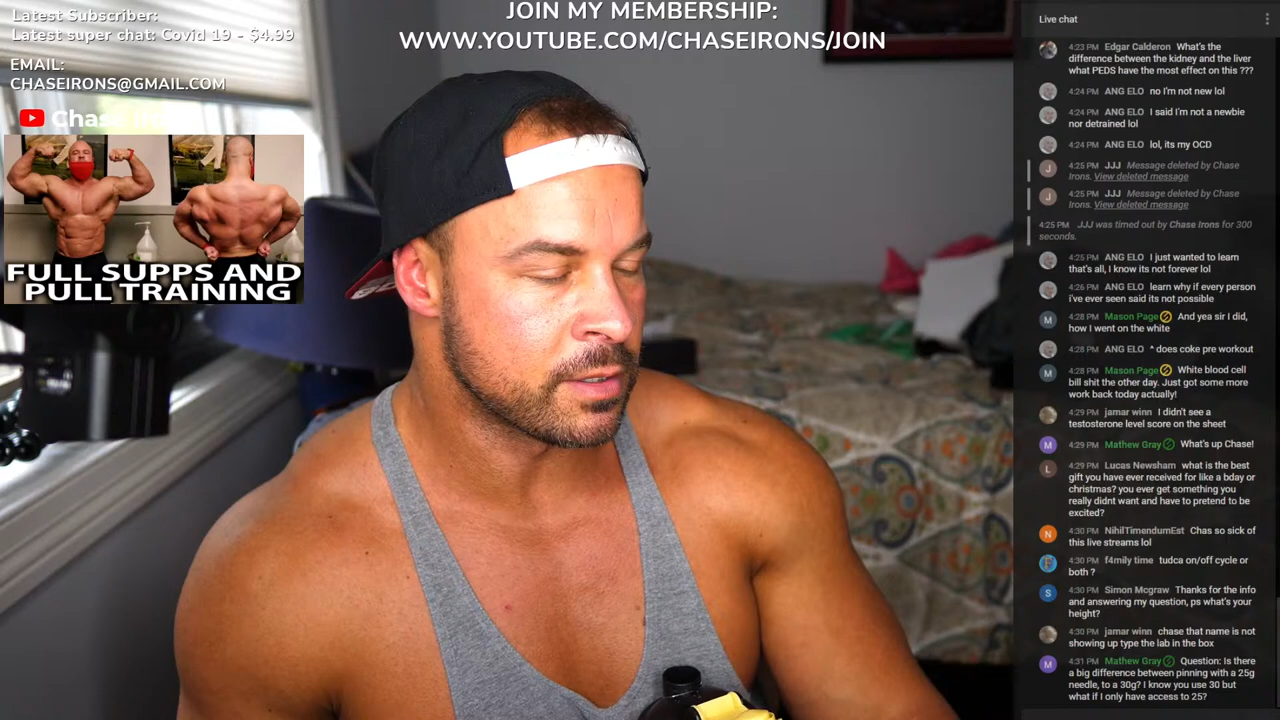 Latest Subscriber:
Latest super chat: Covid 19 - $4.99
EMAIL:
CHASEIRONS@GMAIL.COM
Chase
FULL SUPPS AND
PULL TRAINING
JOIN MY MEMBERSHIP:
WWW.YOUTUBE.COM/CHASEIRONS/JOIN
Live chat
4:23 PM Edgar Calderon What's the
difference between the kidney and the liver
what PEDS have the most effect on this ???
4:24 PM ANG ELO no I'm not new lol
4:24 PM ANG ELO I said I'm not a newbie
nor detrained lol
4:24 PM ANG ELO lol, its my OCD
J 4:25 PM JJJ Message deleted by Chase
Irons. View deleted message
J 4:25 PM JJJ Message deleted by Chase
Irons. View deleted message
4:25 PM JJJ was timed out by Chase Irons for 300
seconds.
4:25 PM ANG ELO I just wanted to learn
that's all, I know its not forever lol
4:26 PM ANG ELO learn why if every person
i've ever seen said its not possible
M 4:28 PM Mason Page And yea sir I did,
how I went on the white
4:28 PM ANG ELO * does coke pre workout
M 4:28 PM Mason Page White blood cell
bill shit the other day. Just got some more
work back today actually!
4:29 PM jamar winn I didn't see a
testosterone level score on the sheet
M 4:29 PM Mathew Gray What's up Chase!
L 4:29 PM Lucas Newsham what is the best
gift you have ever received for like a bday or
christmas? you ever get something you
really didnt want and have to pretend to be
excited?
N 4:30 PM NihilTimendumEst Chas so sick of
this live streams lol
4:30 PM f4mily time tudca on/off cycle or
both ?
S 4:30 PM Simon Mcgraw Thanks for the info
and answering my question, ps what's your
height?
4:30 PM jamar winn chase that name is not
showing up type the lab in the box
M 4:31 PM Mathew Gray Question: Is there
a big difference between pinning with a 25g
needle, to a 30g? I know you use 30 but
what if I only have access to 25?